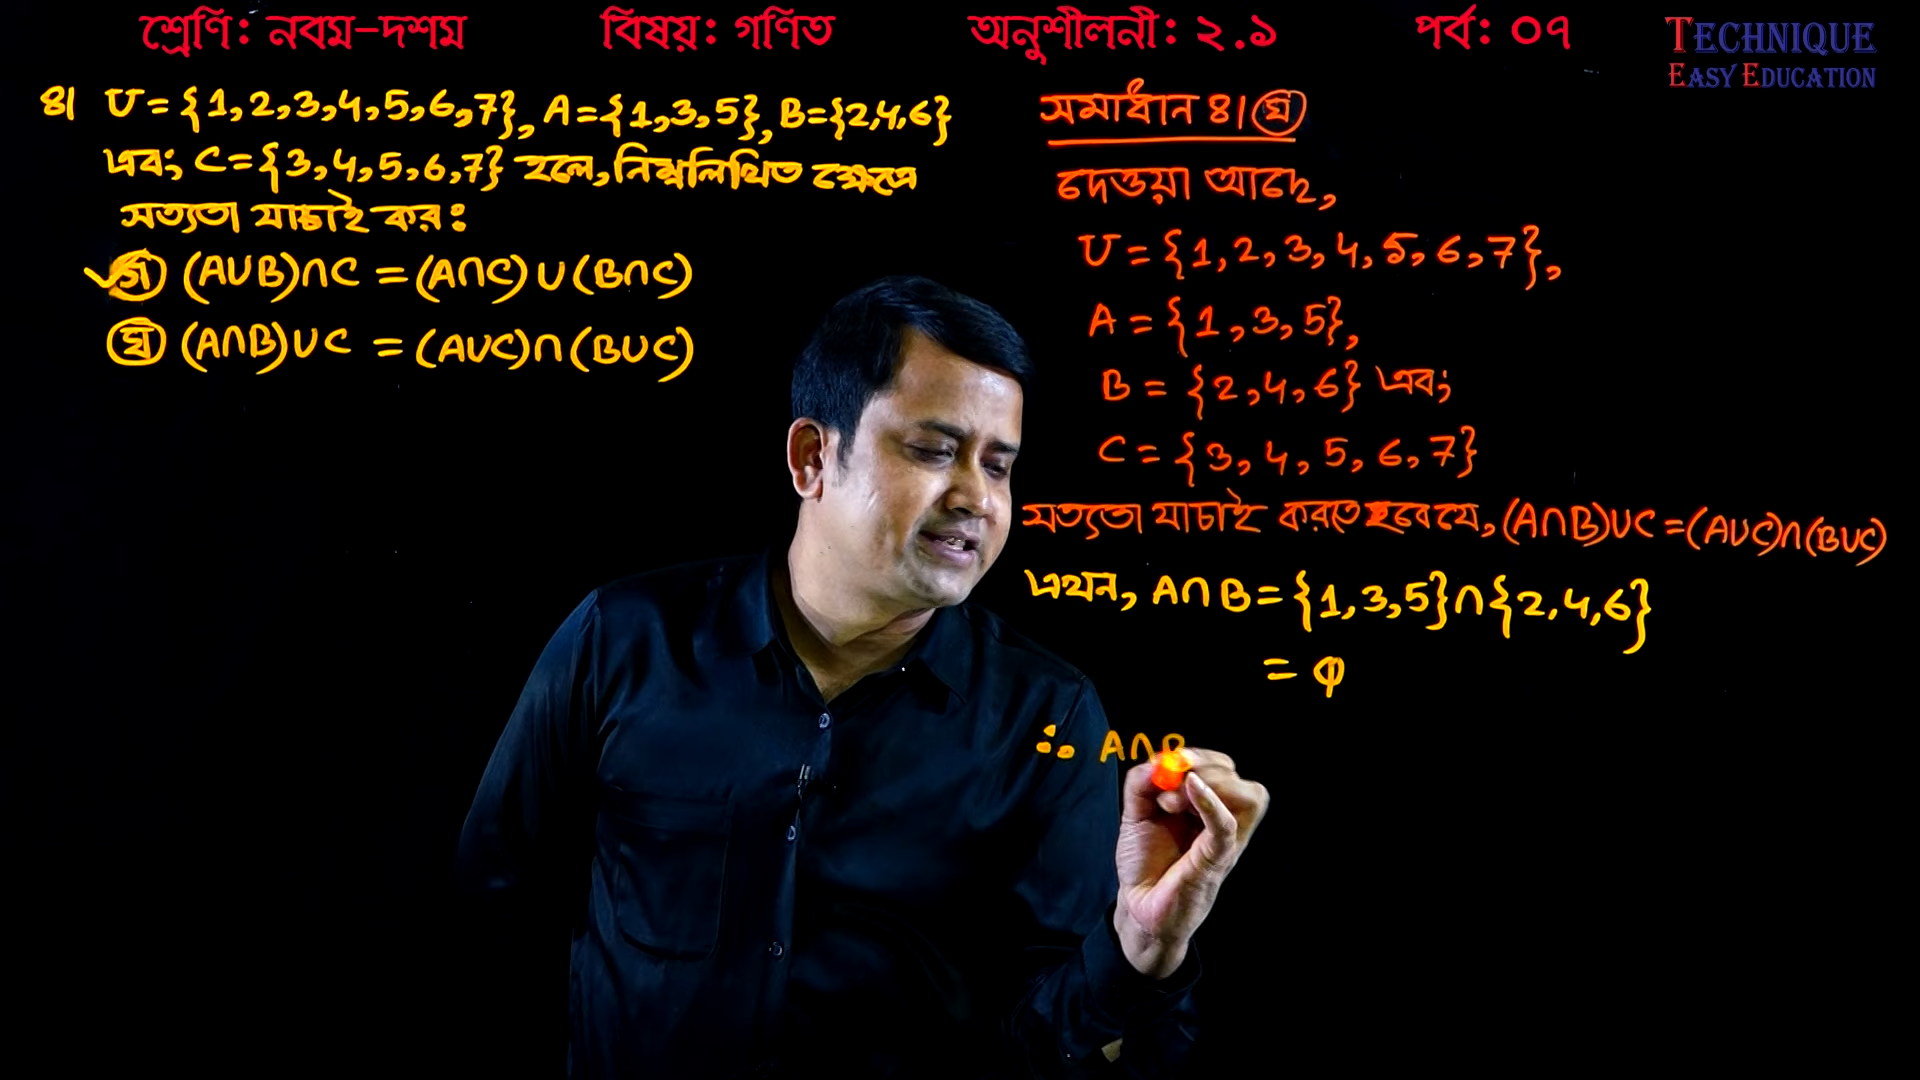 শ্রেণি: নবম-দশম বিষয়: গণিত অনুশীলনী: ২.১ পর্ব: ০৭
TECHNIQUE
EASY EDUCATION
৪। U = {1, 2, 3, 4, 5, 6, 7}, A = {1, 3, 5}, B = {2, 4, 6}
এবং C = {3, 4, 5, 6, 7} হলে, নিম্নলিখিত ক্ষেত্রে
সত্যতা যাচাই কর:
✓ গ) (A∪B)∩C = (A∩C)∪(B∩C)
ঘ) (A∩B)∪C = (A∪C)∩(B∪C)
সমাধান ৪। ঘ
দেওয়া আছে,
U = {1, 2, 3, 4, 5, 6, 7},
A = {1, 3, 5},
B = {2, 4, 6} এবং
C = {3, 4, 5, 6, 7}
সত্যতা যাচাই করতে হবে যে, (A∩B)∪C = (A∪C)∩(B∪C)
এখন, A∩B = {1, 3, 5}∩{2, 4, 6}
= φ
∴ A∩B